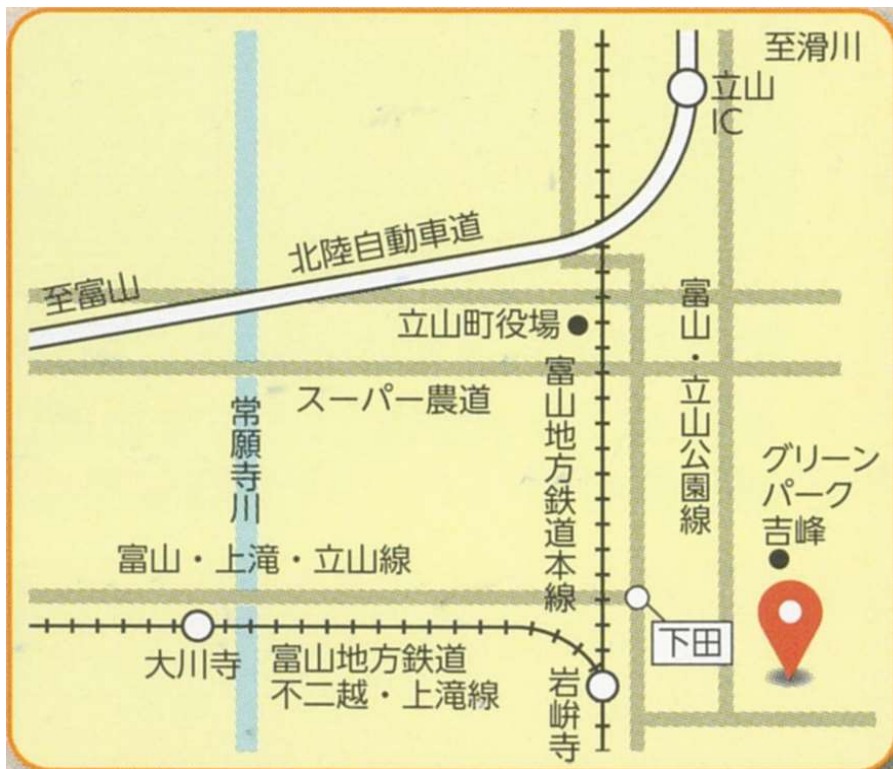 至滑川
立山
IC
北陸自動車道
至富山
富山・立山公園線
立山町役場
富山地方鉄道本線
スーパー農道
常願寺川
グリーン
パーク
吉峰
富山・上滝・立山線
下田
大川寺
富山地方鉄道
不二越・上滝線
岩峅寺